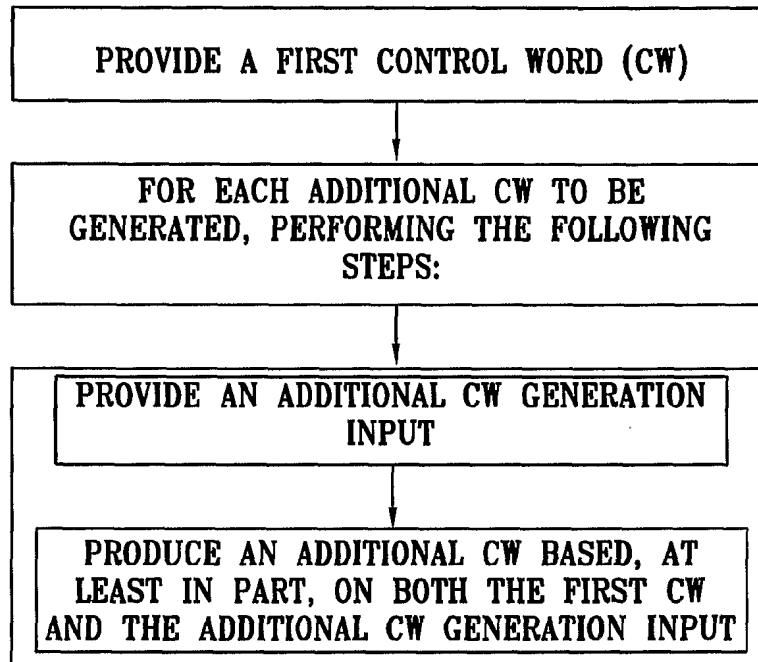 PROVIDE A FIRST CONTROL WORD (CW)
FOR EACH ADDITIONAL CW TO BE
GENERATED, PERFORMING THE FOLLOWING
STEPS:
PROVIDE AN ADDITIONAL CW GENERATION
INPUT
PRODUCE AN ADDITIONAL CW BASED, AT
LEAST IN PART, ON BOTH THE FIRST CW
AND THE ADDITIONAL CW GENERATION INPUT